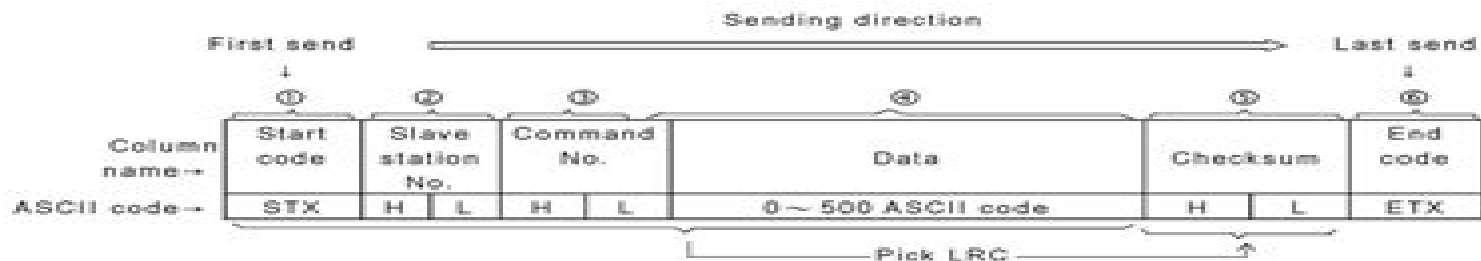 Sending direction
First send
Last send
① ② ③ ④ ⑤ ⑥
Column name→
Start code
Slave station No.
Command No.
Data
Checksum
End code
ASCII code→ STX H L H L 0~500 ASCII code H L ETX
Pick LRC